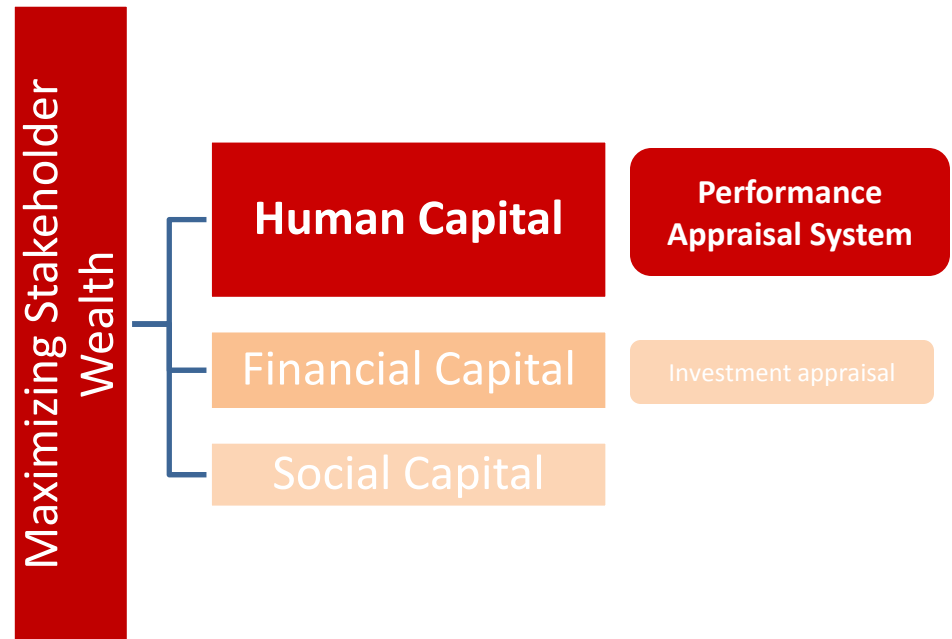 Maximizing Stakeholder
Wealth
Human Capital
Performance
Appraisal System
Financial Capital
Investment appraisal
Social Capital